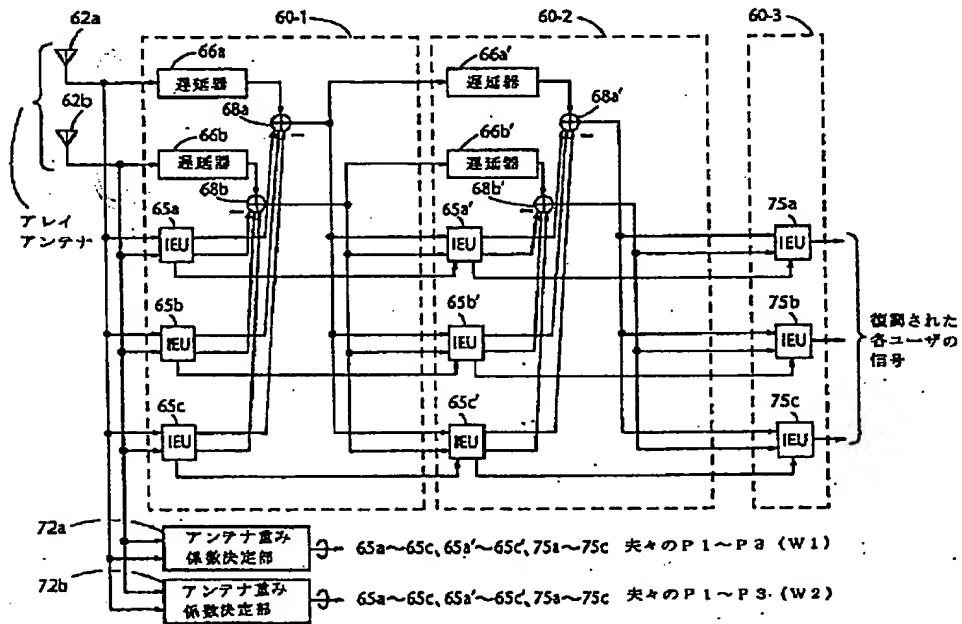 62a
60-1
60-2
60-3
66a
66a'
遅延器
遅延器
62b
68a
68a'
66b
66b'
遅延器
遅延器
68b
68b'
アレイ
アンテナ
65a
65a'
75a
IEU
IEU
IEU
65b
65b'
75b
IEU
IEU
IEU
復調された
各ユーザの
信号
65c
65c'
75c
IEU
IEU
IEU
72a
アンテナ重み
係数決定部
65a~65c、65a'~65c'、75a~75c 夫々のP1~P3 (W1)
72b
アンテナ重み
係数決定部
65a~65c、65a'~65c'、75a~75c 夫々のP1~P3 (W2)